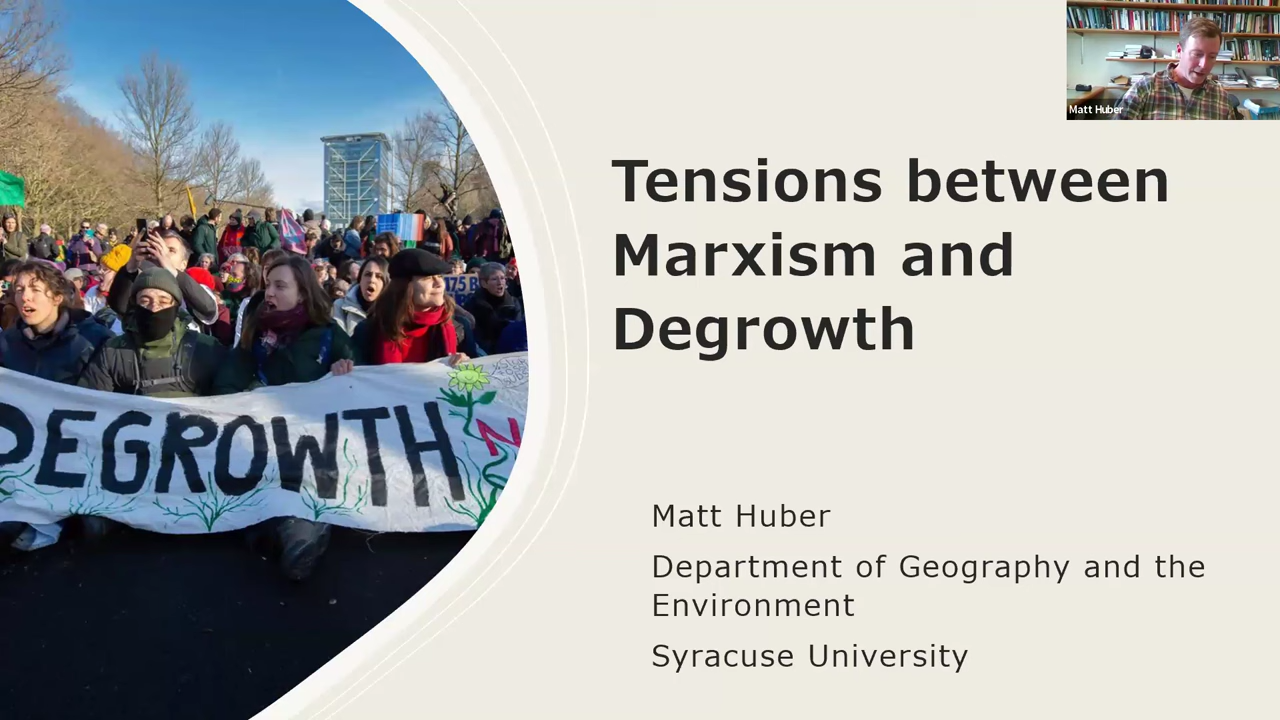 Matt Huber
Tensions between
Marxism and
Degrowth
Matt Huber
Department of Geography and the
Environment
Syracuse University
DEGROWTH